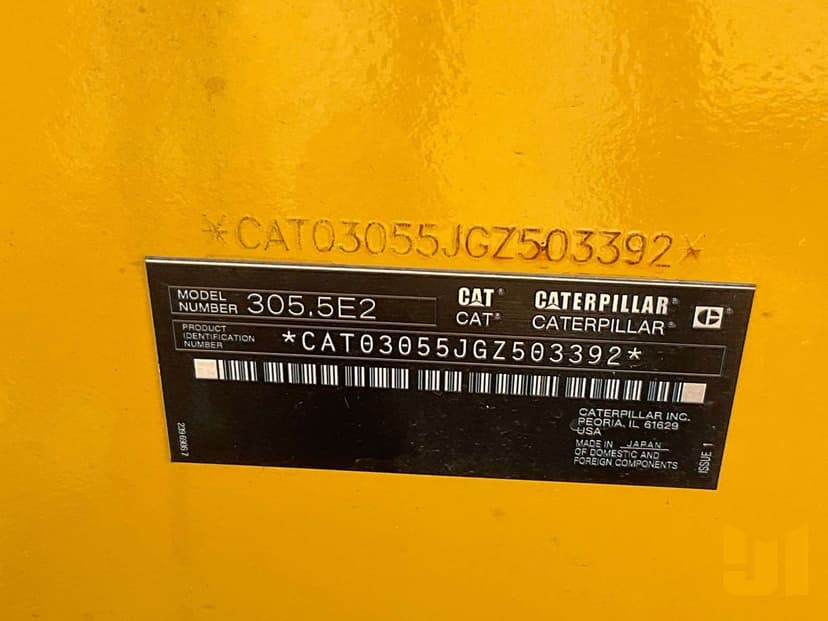 *CAT03055JGZ503392*
MODEL NUMBER 305.5E2
CAT® CATERPILLAR®
CAT® CATERPILLAR®
PRODUCT IDENTIFICATION NUMBER *CAT03055JGZ503392*
CATERPILLAR INC.
PEORIA, IL 61629
USA
MADE IN JAPAN
OF DOMESTIC AND
FOREIGN COMPONENTS
ISSUE 1